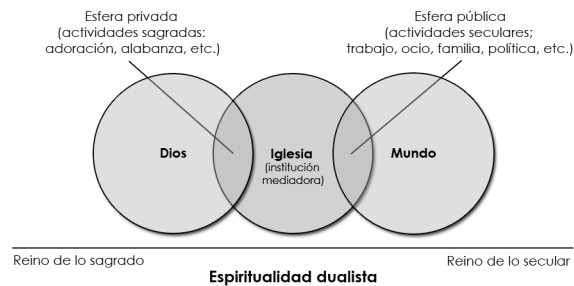 Esfera privada
(actividades sagradas:
adoración, alabanza, etc.)
Esfera pública
(actividades seculares;
trabajo, ocio, familia, política, etc.)
Dios
Iglesia
(institución
mediadora)
Mundo
Reino de lo sagrado
Reino de lo secular
Espiritualidad dualista